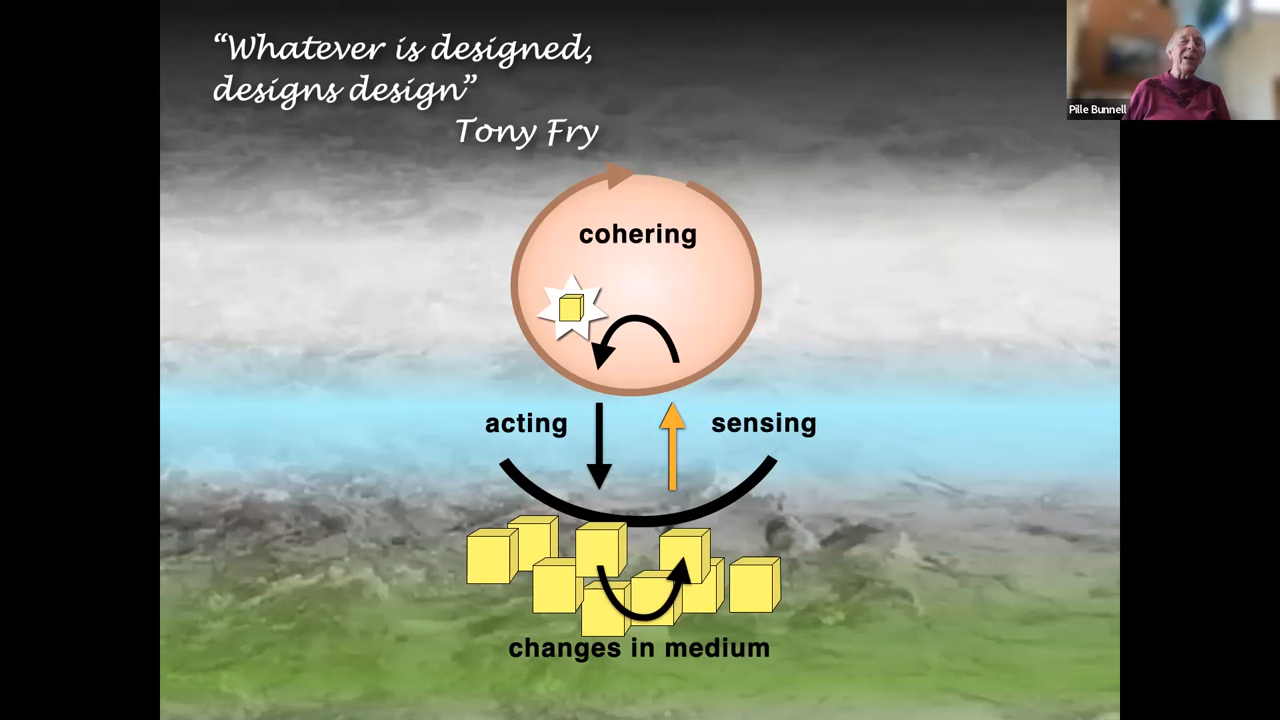 “Whatever is designed,
designs design”
Tony Fry
Pille Bunnell
cohering
acting
sensing
changes in medium